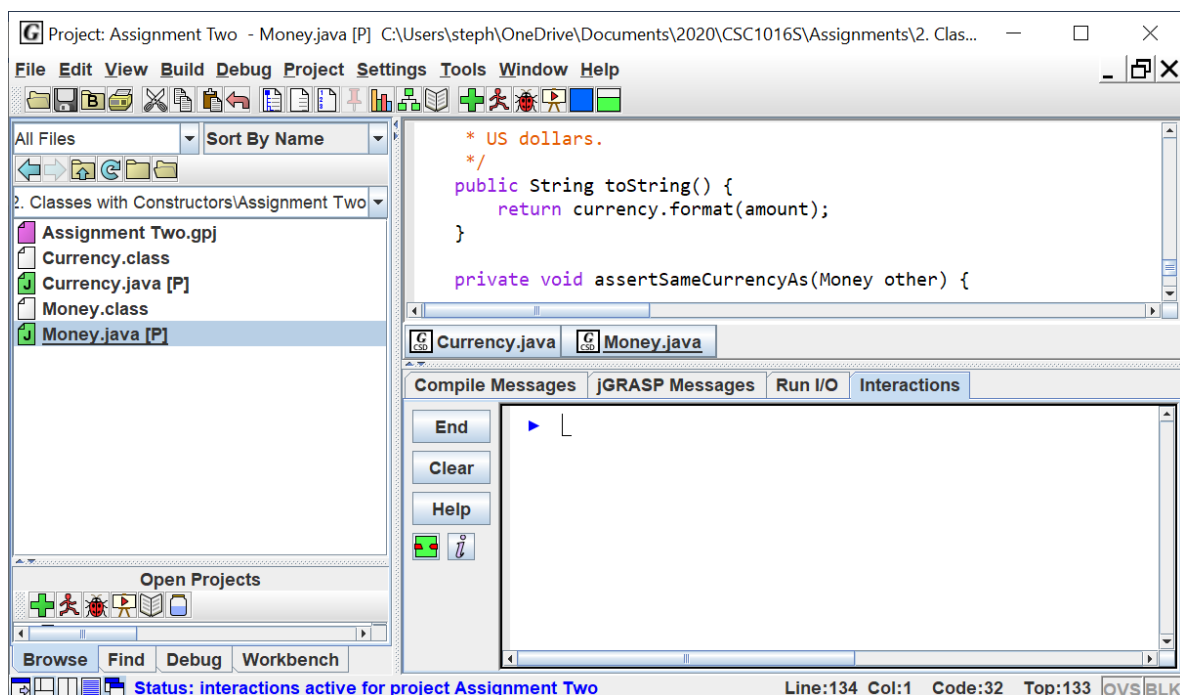 Project: Assignment Two - Money.java [P] C:\Users\steph\OneDrive\Documents\2020\CSC1016S\Assignments\2. Clas...
File Edit View Build Debug Project Settings Tools Window Help
All Files Sort By Name
2. Classes with Constructors\Assignment Two
Assignment Two.gpj
Currency.class
Currency.java [P]
Money.class
Money.java [P]
Open Projects
Browse Find Debug Workbench
* US dollars.
*/
public String toString() {
return currency.format(amount);
}
private void assertSameCurrencyAs(Money other) {
Currency.java Money.java
Compile Messages jGRASP Messages Run I/O Interactions
End
Clear
Help
Status: interactions active for project Assignment Two Line:134 Col:1 Code:32 Top:133 OVS BLK